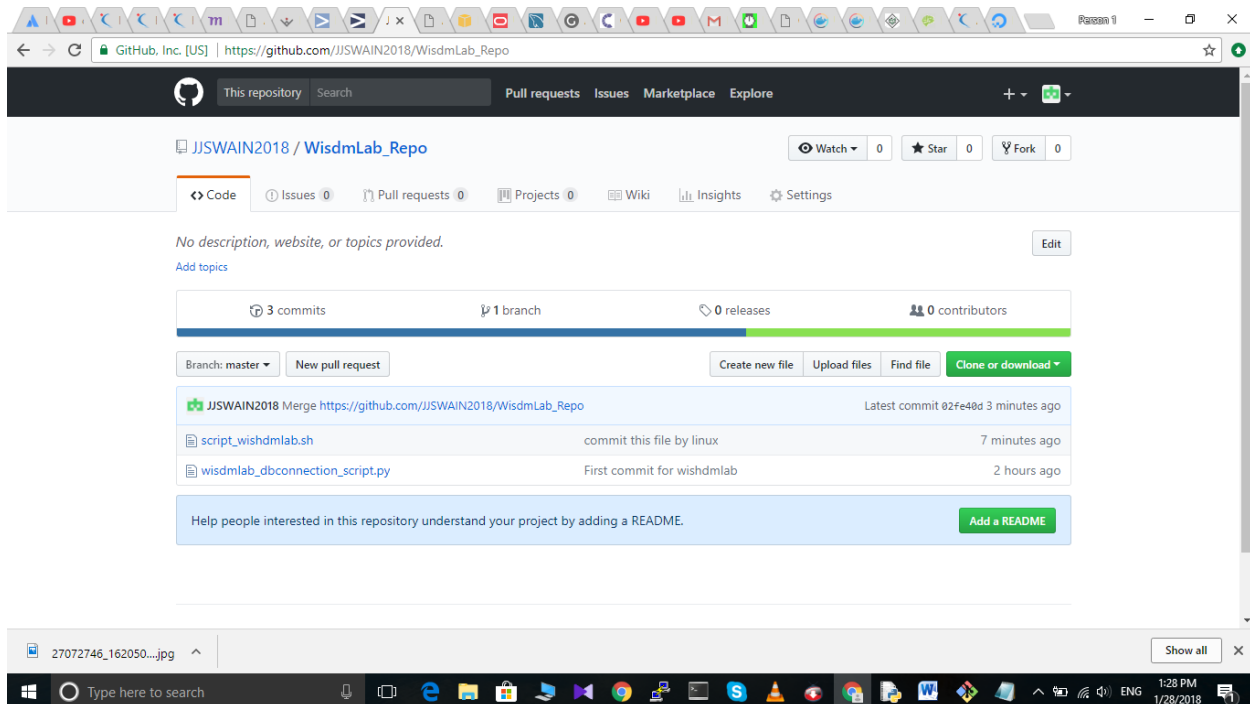 Person 1
GitHub, Inc. [US] | https://github.com/JJSWAIN2018/WisdmLab_Repo
This repository Search Pull requests Issues Marketplace Explore
JJSWAIN2018 / WisdmLab_Repo Watch 0 Star 0 Fork 0
Code Issues 0 Pull requests 0 Projects 0 Wiki Insights Settings
No description, website, or topics provided. Edit
Add topics
3 commits 1 branch 0 releases 0 contributors
Branch: master New pull request Create new file Upload files Find file Clone or download
JJSWAIN2018 Merge https://github.com/JJSWAIN2018/WisdmLab_Repo Latest commit 02fe40d 3 minutes ago
script_wishdmlab.sh commit this file by linux 7 minutes ago
wisdmlab_dbconnection_script.py First commit for wishdmlab 2 hours ago
Help people interested in this repository understand your project by adding a README. Add a README
27072746_162050....jpg Show all
Type here to search ENG 1:28 PM
1/28/2018